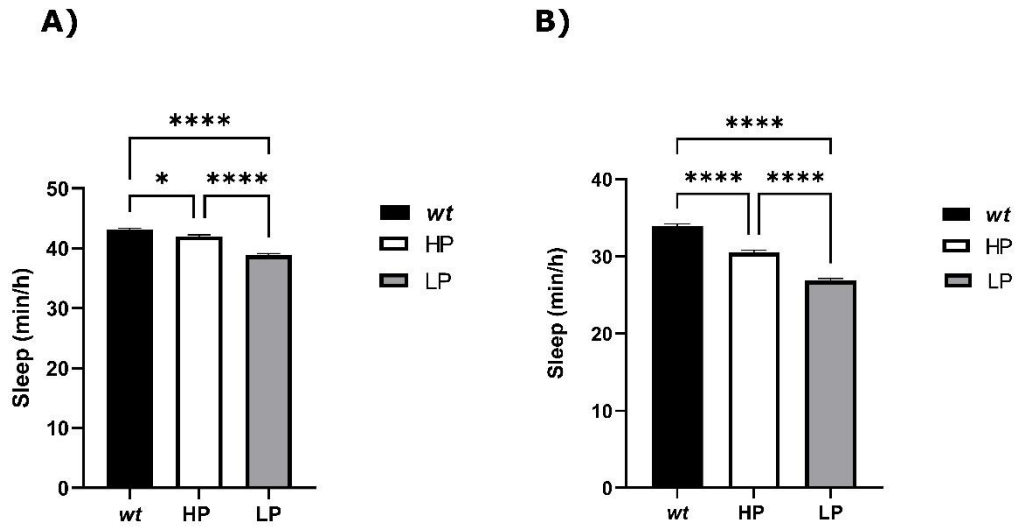 A)
****
* ****
50
40
30
20
10
0
Sleep (min/h)
wt HP LP
wt
HP
LP
B)
****
**** ****
40
30
20
10
0
Sleep (min/h)
wt HP LP
wt
HP
LP